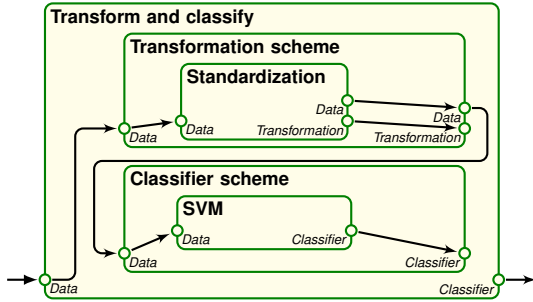 Transform and classify
Transformation scheme
Standardization
Data
Data
Data
Data
Transformation
Transformation
Classifier scheme
SVM
Data
Classifier
Data
Classifier
Data
Classifier